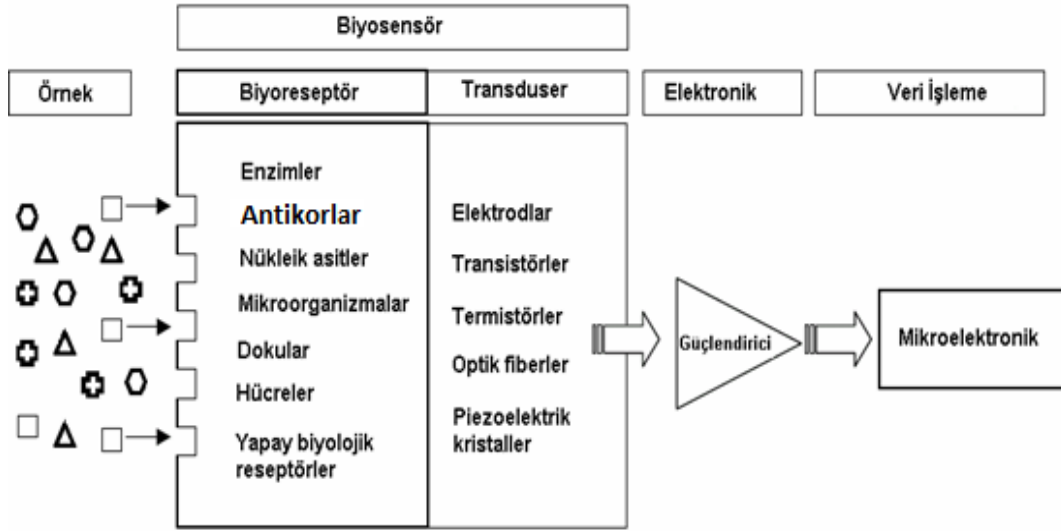 Biyosensör
Örnek
Biyoreseptör
Transduser
Elektronik
Veri İşleme
Enzimler
Antikorlar
Nükleik asitler
Mikroorganizmalar
Dokular
Hücreler
Yapay biyolojik
reseptörler
Elektrodlar
Transistörler
Termistörler
Optik fiberler
Piezoelektrik
kristaller
Güçlendirici
Mikroelektronik